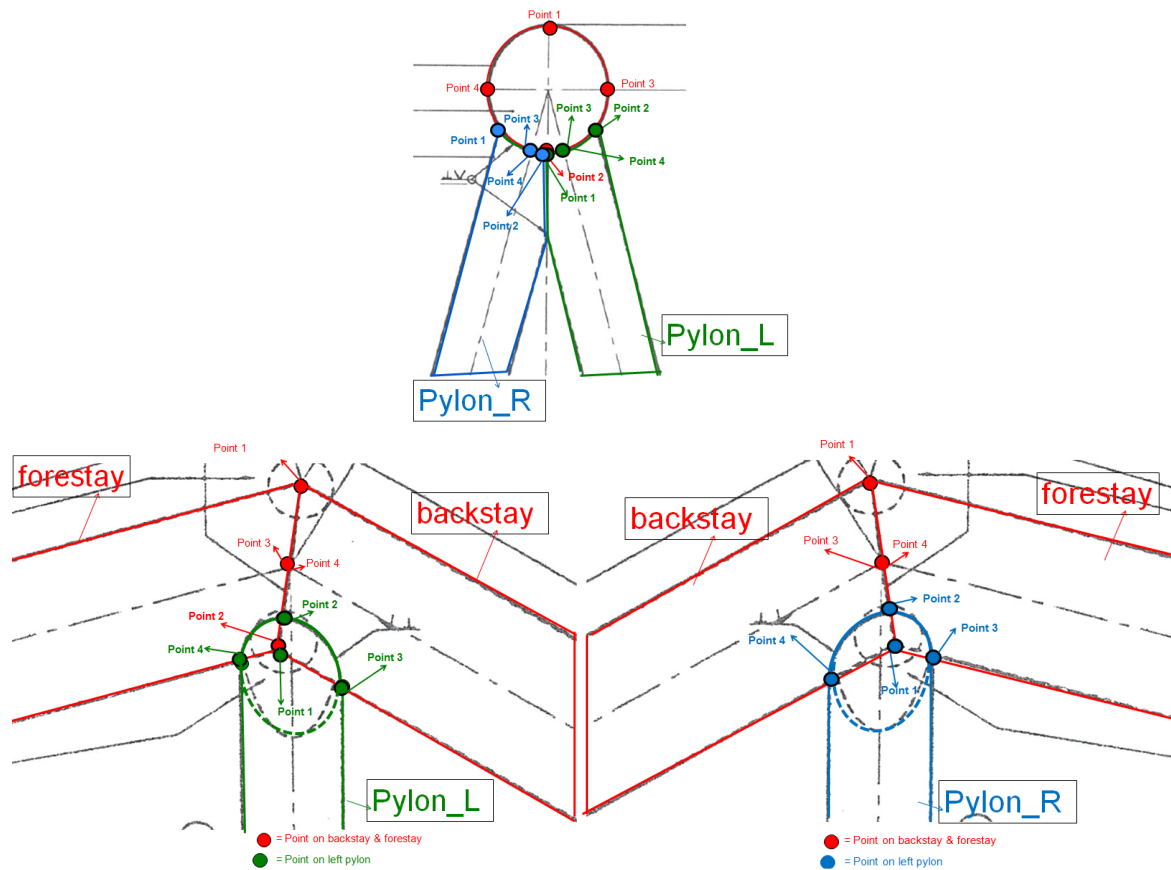 Point 1
Point 4
Point 3
Point 3
Point 3
Point 2
Point 1
Point 4
Point 4
Point 2
Point 1
Point 2
Pylon_L
Pylon_R
Point 1
forestay
backstay
Point 3
Point 4
Point 2
Point 2
Point 4
Point 3
Point 1
Pylon_L
= Point on backstay & forestay
= Point on left pylon
Point 1
backstay
forestay
Point 3
Point 4
Point 2
Point 4
Point 3
Point 1
Pylon_R
= Point on backstay & forestay
= Point on left pylon